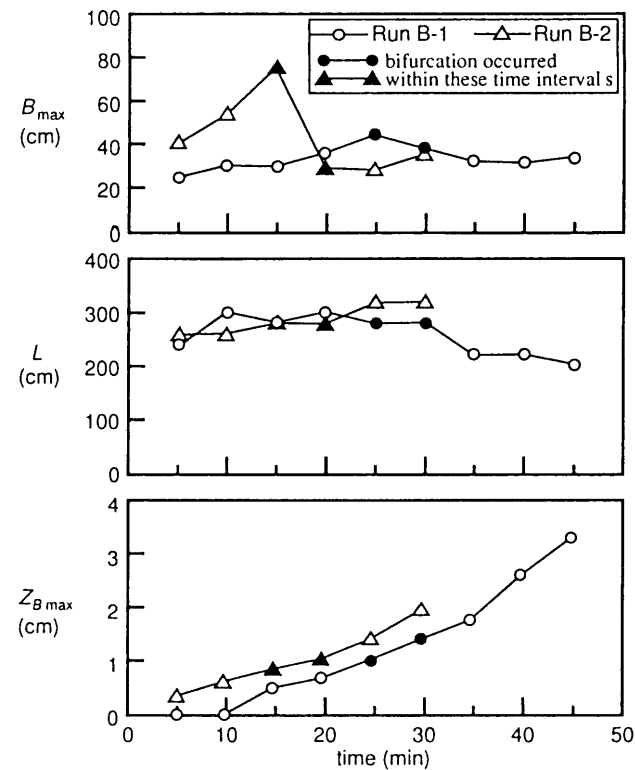 100
80
60
40
20
0
B max
(cm)
Run B-1 Run B-2
bifurcation occurred
within these time intervals
400
300
200
100
0
L
(cm)
4
3
2
1
0
Z B max
(cm)
0 10 20 30 40 50
time (min)